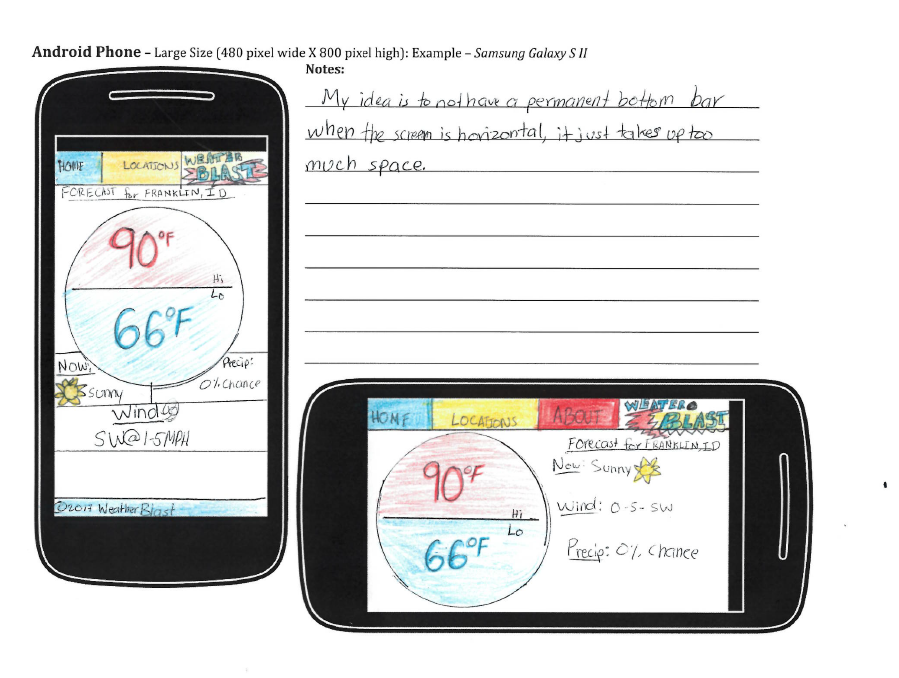 Android Phone – Large Size (480 pixel wide X 800 pixel high): Example – Samsung Galaxy S II
Notes:
My idea is to not have a permanent bottom bar
when the screen is horizontal, it just takes up too
much space.
HOME LOCATIONS WEATER BLAST
FORECAST for FRANKLIN, ID
90°F
Hi
Lo
66°F
Now:
Sunny
Precip:
0% Chance
Wind
SW@1-5MPH
©2017 WeatherBlast
HOME LOCATIONS ABOUT WEATER BLAST
Forecast for FRANKLIN, ID
90°F
Hi
Lo
66°F
Now: Sunny
Wind: 0-5-SW
Precip: 0% Chance